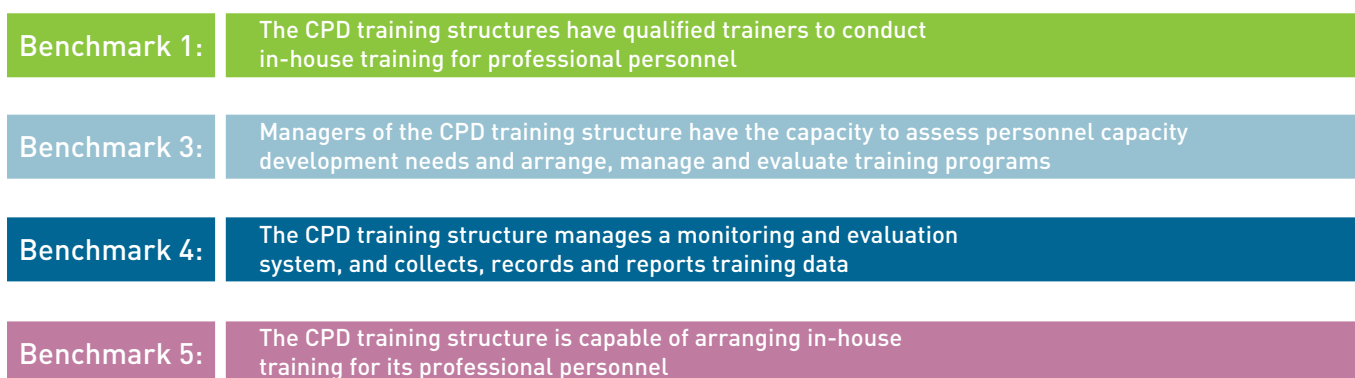 Benchmark 1:
The CPD training structures have qualified trainers to conduct
in-house training for professional personnel
Benchmark 3:
Managers of the CPD training structure have the capacity to assess personnel capacity
development needs and arrange, manage and evaluate training programs
Benchmark 4:
The CPD training structure manages a monitoring and evaluation
system, and collects, records and reports training data
Benchmark 5:
The CPD training structure is capable of arranging in-house
training for its professional personnel